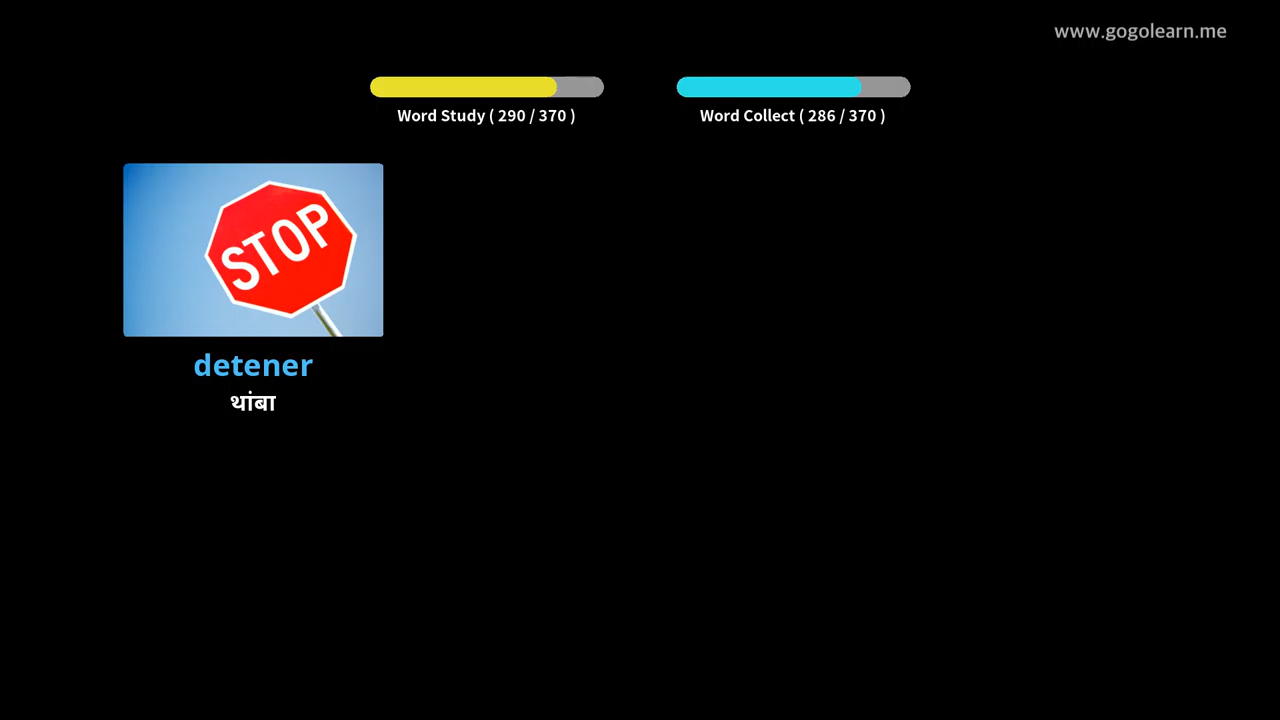 www.gogolearn.me
Word Study ( 290 / 370 )
Word Collect ( 286 / 370 )
STOP
detener
थांबा